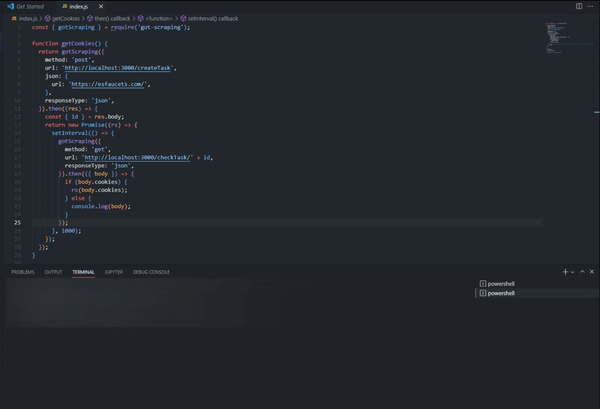 Get Started
JS index.js
JS index.js > getCookies > then() callback > <function> > setInterval() callback
1 const { gotScraping } = require('got-scraping');
2
3 function getCookies() {
4 return gotScraping({
5 method: 'post',
6 url: 'http://localhost:3000/createTask',
7 json: {
8 url: 'https://esfaucets.com/',
9 },
10 responseType: 'json',
12 }).then((res) => {
13 const { id } = res.body;
14 return new Promise((rs) => {
15 setInterval(() => {
16 gotScraping({
17 method: 'get',
18 url: 'http://localhost:3000/checkTask/' + id,
19 responseType: 'json',
20 }).then(({ body }) => {
21 if (body.cookies) {
22 rs(body.cookies);
23 } else {
24 console.log(body);
}
25 });
26 }, 1000);
27 });
28 });
}
PROBLEMS OUTPUT TERMINAL JUPYTER DEBUG CONSOLE
powershell
powershell